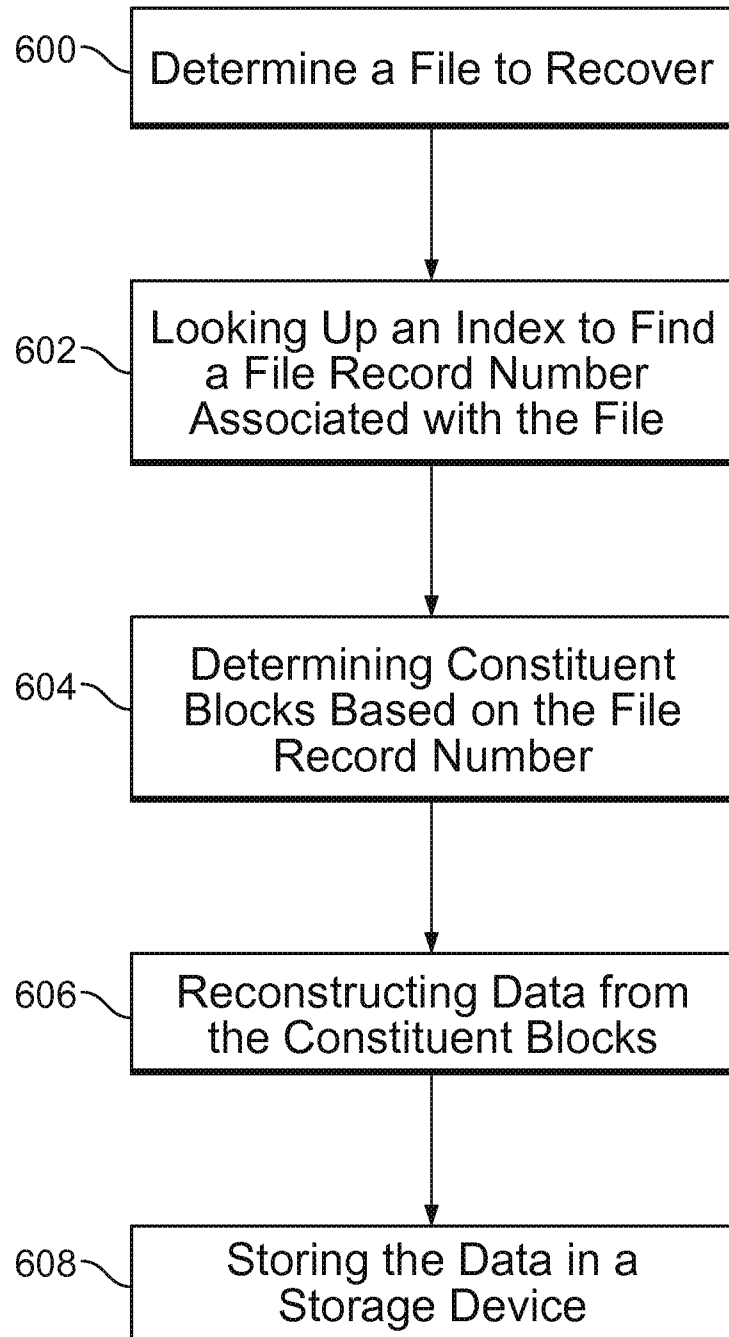 600
Determine a File to Recover
602
Looking Up an Index to Find
a File Record Number
Associated with the File
604
Determining Constituent
Blocks Based on the File
Record Number
606
Reconstructing Data from
the Constituent Blocks
608
Storing the Data in a
Storage Device